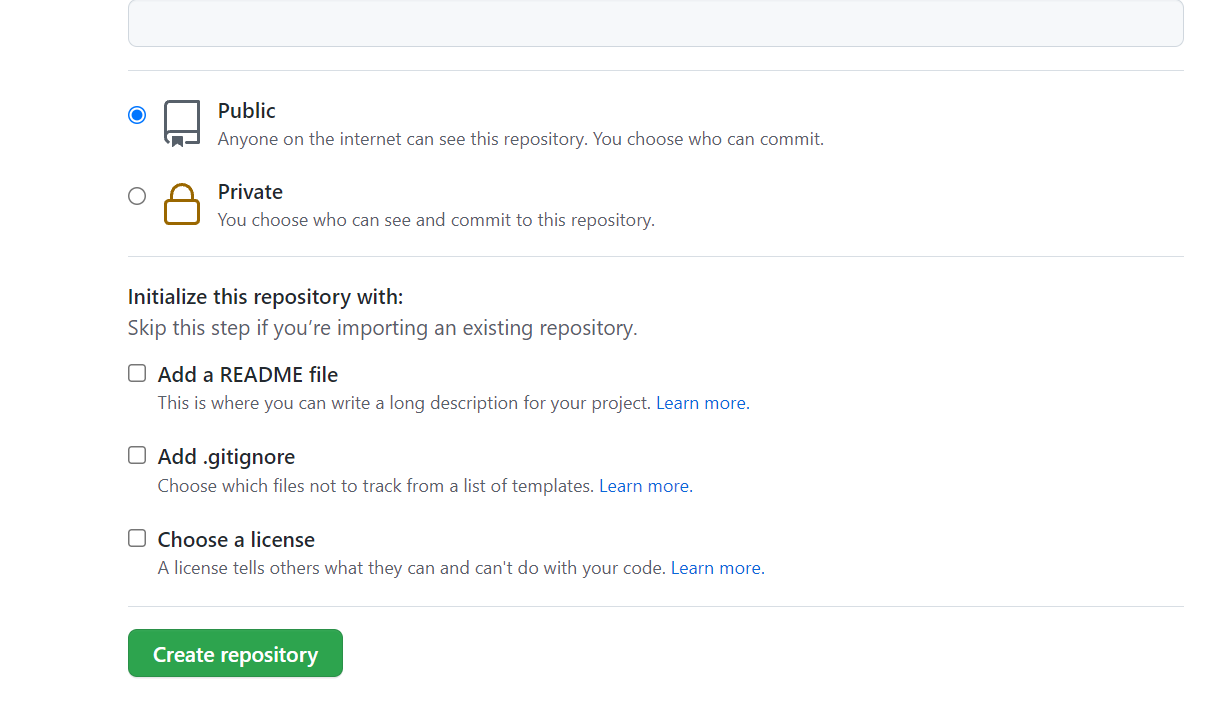 Public
Anyone on the internet can see this repository. You choose who can commit.
Private
You choose who can see and commit to this repository.
Initialize this repository with:
Skip this step if you’re importing an existing repository.
Add a README file
This is where you can write a long description for your project. Learn more.
Add .gitignore
Choose which files not to track from a list of templates. Learn more.
Choose a license
A license tells others what they can and can't do with your code. Learn more.
Create repository